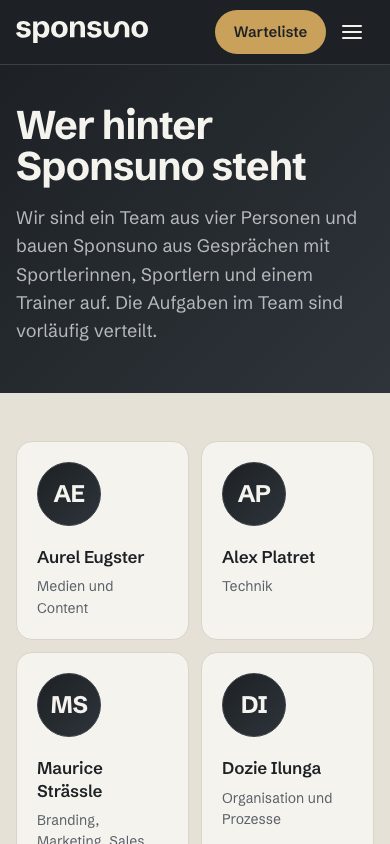 sponsuno
Warteliste
Wer hinter
Sponsuno steht
Wir sind ein Team aus vier Personen und
bauen Sponsuno aus Gesprächen mit
Sportlerinnen, Sportlern und einem
Trainer auf. Die Aufgaben im Team sind
vorläufig verteilt.
AE
Aurel Eugster
Medien und
Content
AP
Alex Platret
Technik
MS
Maurice
Strässle
Branding,
Marketing, Sales
DI
Dozie Ilunga
Organisation und
Prozesse